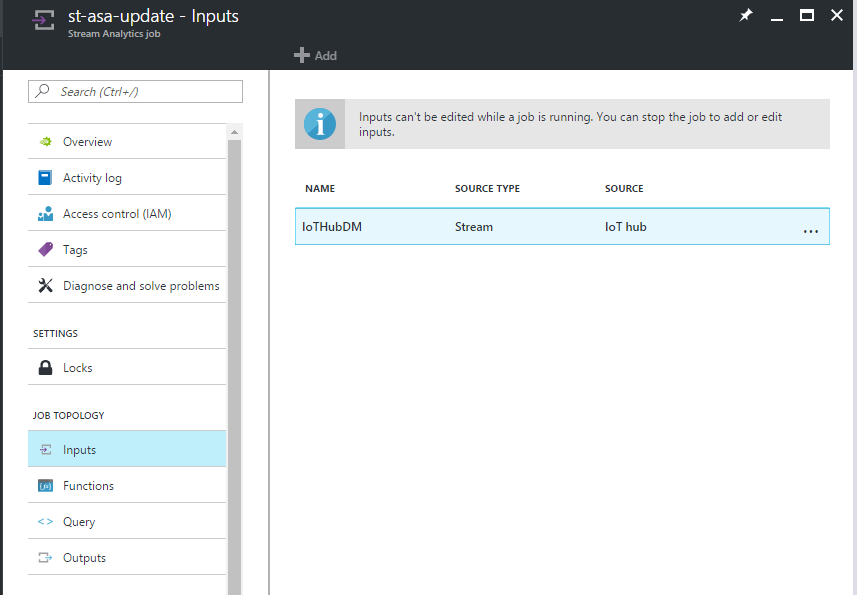 st-asa-update - Inputs
Stream Analytics job
Add
Search (Ctrl+/)
Overview
Activity log
Access control (IAM)
Tags
Diagnose and solve problems
SETTINGS
Locks
JOB TOPOLOGY
Inputs
Functions
Query
Outputs
Inputs can't be edited while a job is running. You can stop the job to add or edit
inputs.
NAME SOURCE TYPE SOURCE
IoTHubDM Stream IoT hub ...